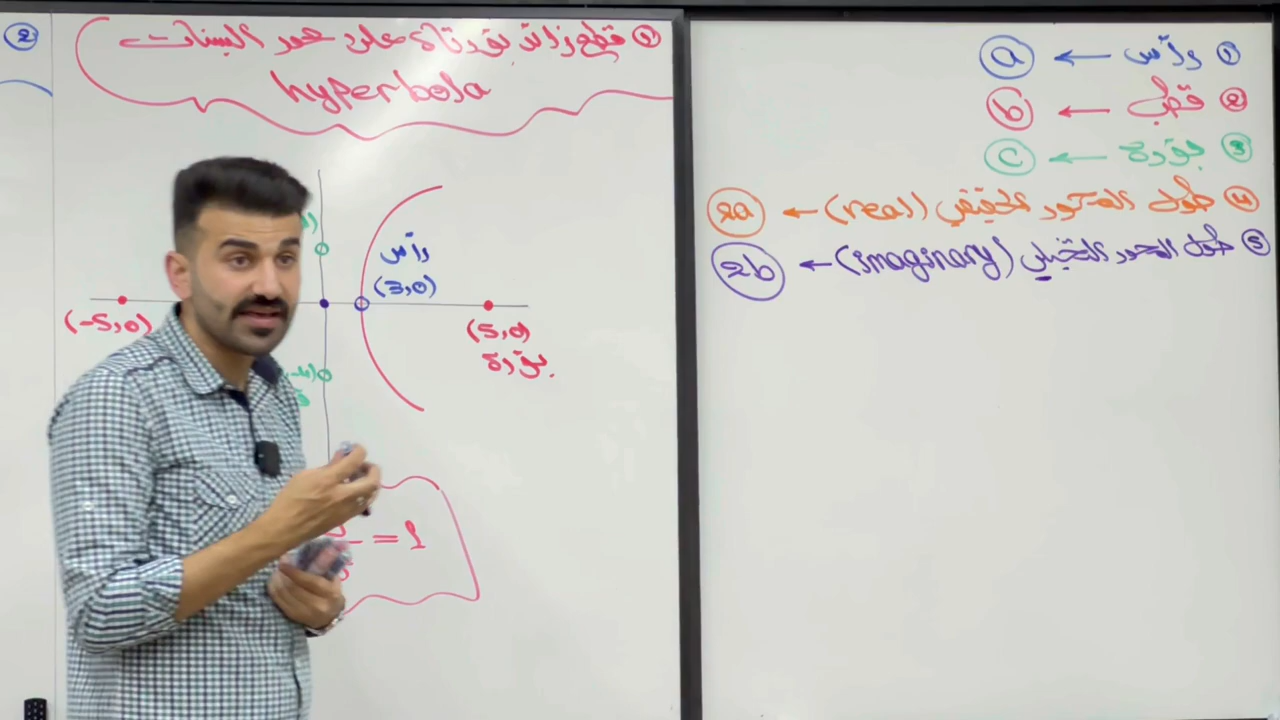 ① قطع زائد بؤرتاه على محور السينات
hyperbola
②
رأس
(3,0)
(-5,0)
(5,0)
بؤرة
= 1
① رأس ← a
② قطب ← b
③ بؤرة ← c
④ طول المحور الحقيقي (real) ← 2a
⑤ طول المحور التخيلي (imaginary) ← 2b